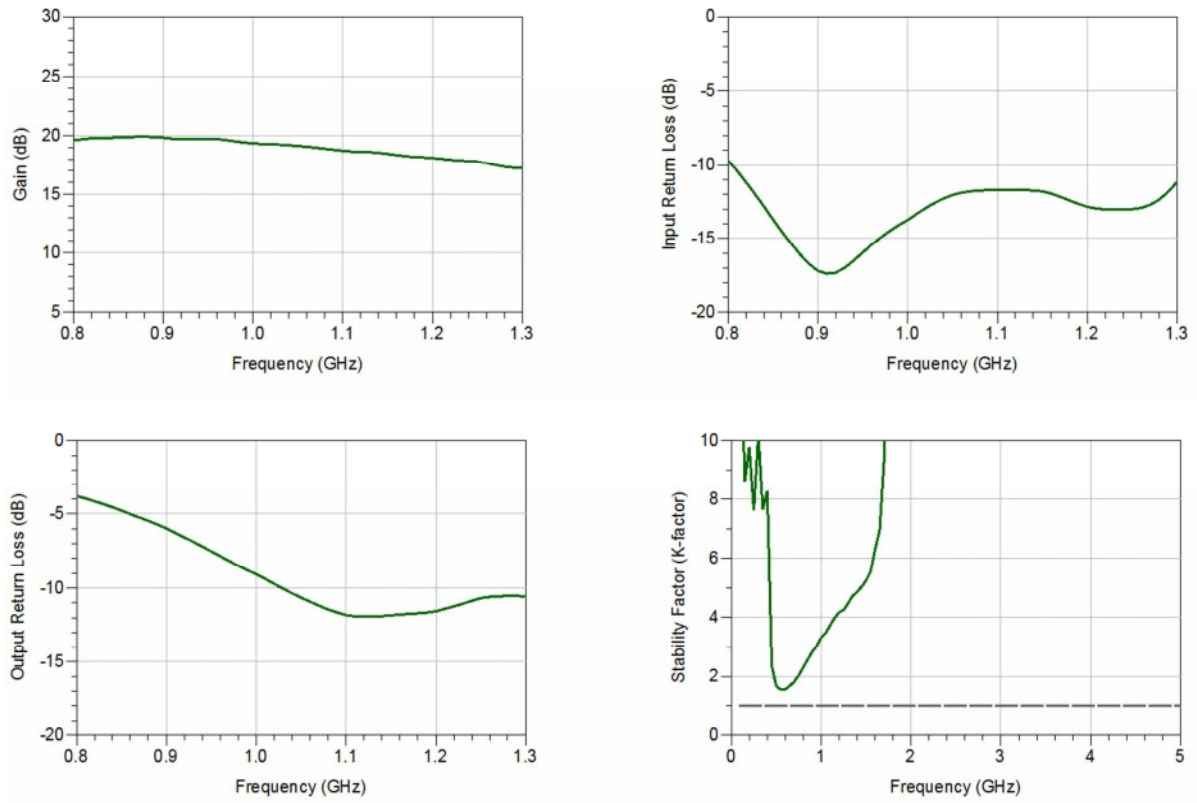 30
25
20
15
10
5
Gain (dB)
0.8 0.9 1.0 1.1 1.2 1.3
Frequency (GHz)
0
-5
-10
-15
-20
Input Return Loss (dB)
0.8 0.9 1.0 1.1 1.2 1.3
Frequency (GHz)
0
-5
-10
-15
-20
Output Return Loss (dB)
0.8 0.9 1.0 1.1 1.2 1.3
Frequency (GHz)
10
8
6
4
2
0
Stability Factor (K-factor)
0 1 2 3 4 5
Frequency (GHz)